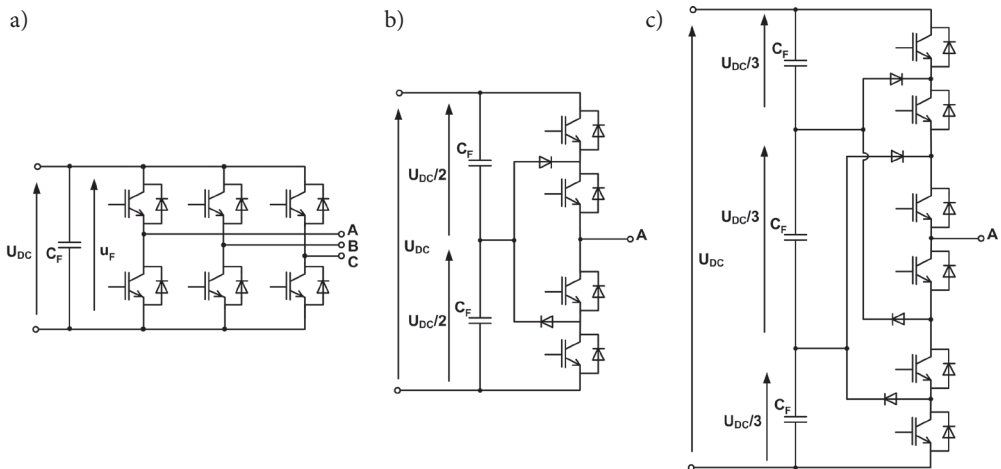 a)
U_DC
C_F
u_F
A
B
C
b)
C_F
U_DC/2
U_DC
A
U_DC/2
C_F
c)
C_F
U_DC/3
U_DC/3
C_F
A
U_DC
C_F
U_DC/3